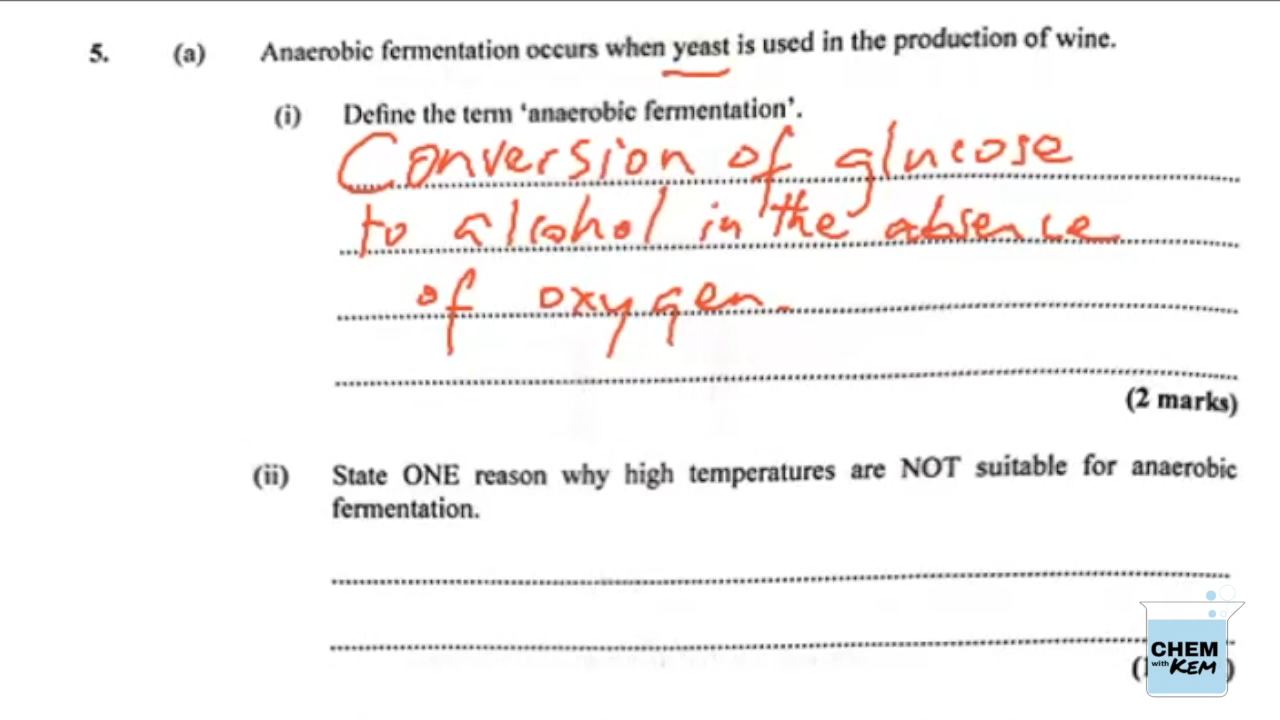 5. (a) Anaerobic fermentation occurs when yeast is used in the production of wine.
(i) Define the term ‘anaerobic fermentation’.
Conversion of glucose
to alcohol in the absence
of oxygen.
(2 marks)
(ii) State ONE reason why high temperatures are NOT suitable for anaerobic
fermentation.
CHEM
with KEM